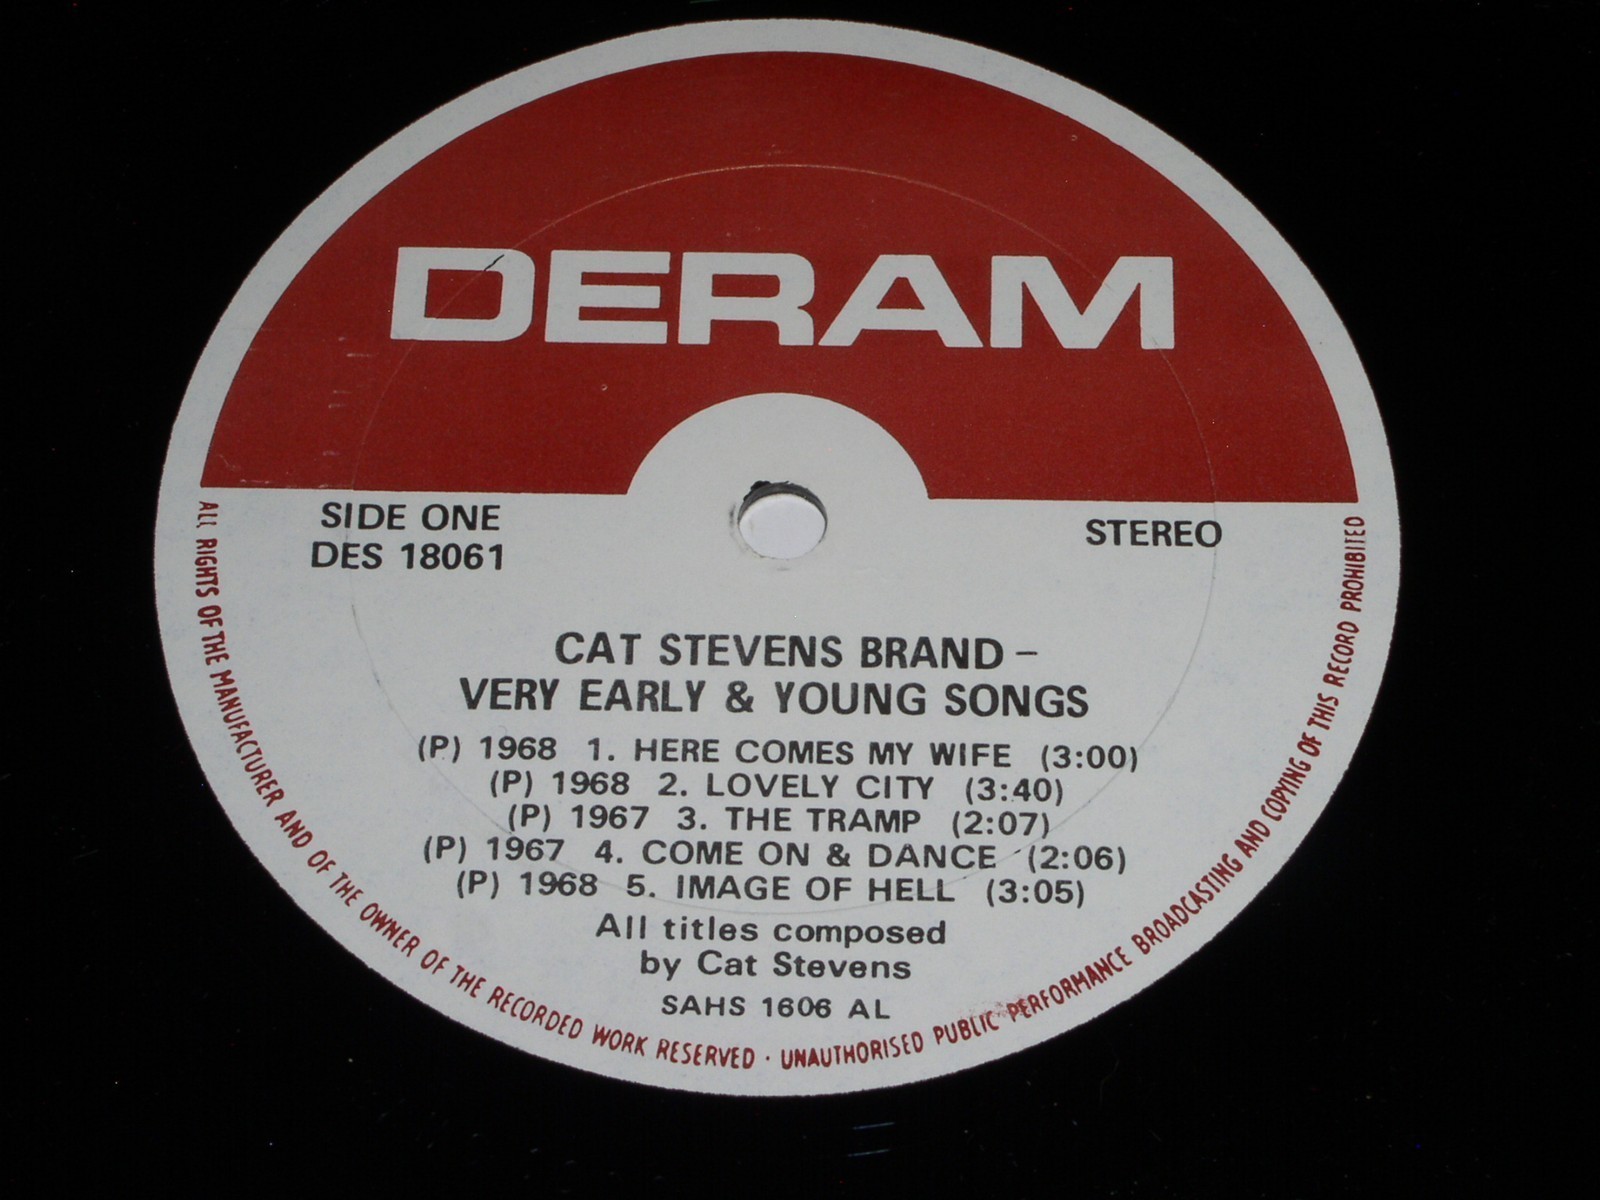 DERAM
SIDE ONE
DES 18061
STEREO
CAT STEVENS BRAND –
VERY EARLY & YOUNG SONGS
(P) 1968 1. HERE COMES MY WIFE (3:00)
(P) 1968 2. LOVELY CITY (3:40)
(P) 1967 3. THE TRAMP (2:07)
(P) 1967 4. COME ON & DANCE (2:06)
(P) 1968 5. IMAGE OF HELL (3:05)
All titles composed
by Cat Stevens
SAHS 1606 AL
ALL RIGHTS OF THE MANUFACTURER AND OF THE OWNER OF THE RECORDED WORK RESERVED · UNAUTHORISED PUBLIC PERFORMANCE BROADCASTING AND COPYING OF THIS RECORD PROHIBITED